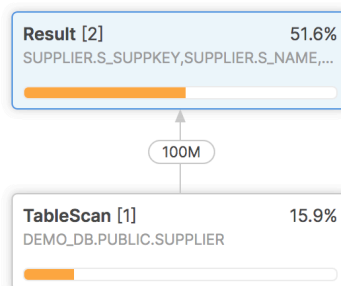 Result [2] 51.6%
SUPPLIER.S_SUPPKEY,SUPPLIER.S_NAME,...
100M
TableScan [1] 15.9%
DEMO_DB.PUBLIC.SUPPLIER